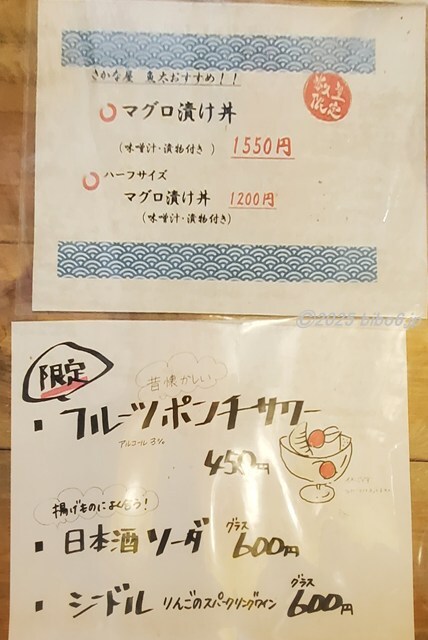 さかな屋 魚太おすすめ！！
数量限定
マグロ漬け丼
(味噌汁・漬物付き) 1550円
ハーフサイズ
マグロ漬け丼 1200円
(味噌汁・漬物付き)
©2025 bibo6.jp
限定
昔懐かしい
・フルーツポンチサワー
アルコール3%
450円
揚げものによく合う!
・日本酒ソーダ グラス 600円
・シードル りんごのスパークリングワイン グラス 600円